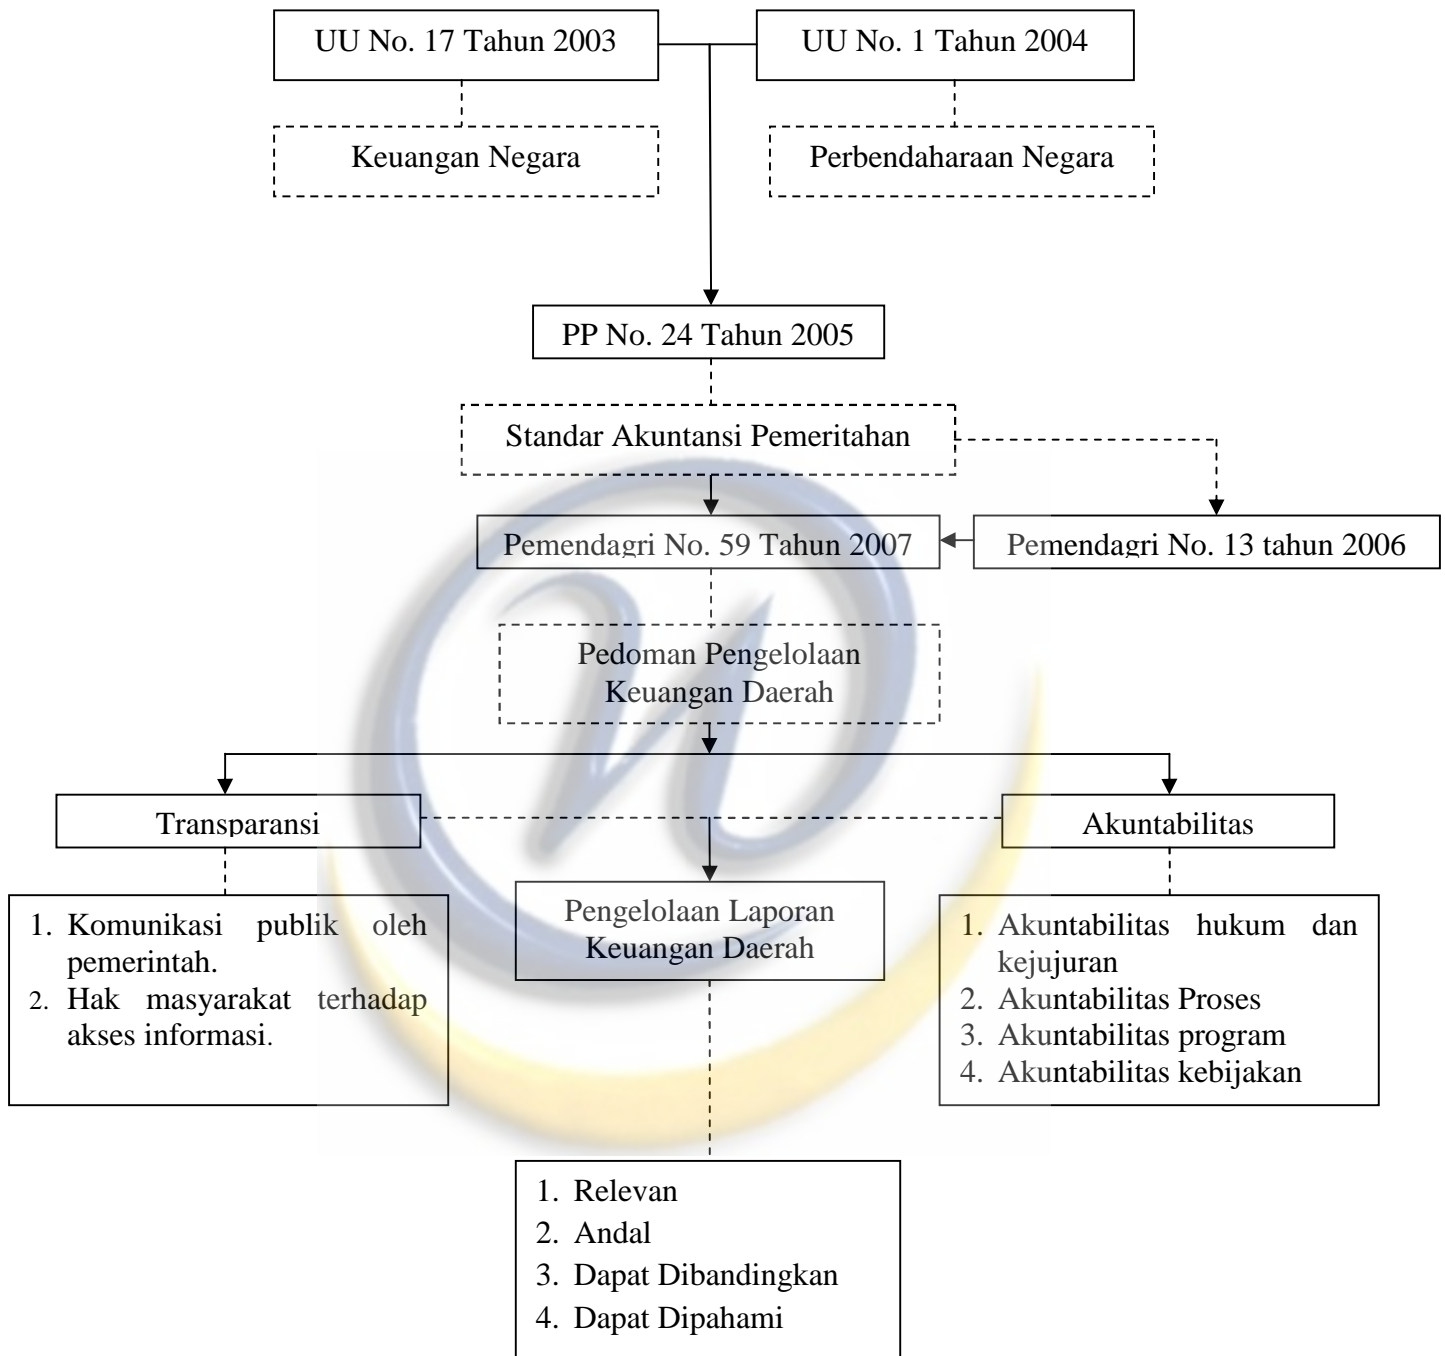 UU No. 17 Tahun 2003
UU No. 1 Tahun 2004
Keuangan Negara
Perbendaharaan Negara
PP No. 24 Tahun 2005
Standar Akuntansi Pemeritahan
Pemendagri No. 59 Tahun 2007
Pemendagri No. 13 tahun 2006
Pedoman Pengelolaan
Keuangan Daerah
Transparansi
Akuntabilitas
1. Komunikasi publik oleh
pemerintah.
2. Hak masyarakat terhadap
akses informasi.
Pengelolaan Laporan
Keuangan Daerah
1. Akuntabilitas hukum dan
kejujuran
2. Akuntabilitas Proses
3. Akuntabilitas program
4. Akuntabilitas kebijakan
1. Relevan
2. Andal
3. Dapat Dibandingkan
4. Dapat Dipahami